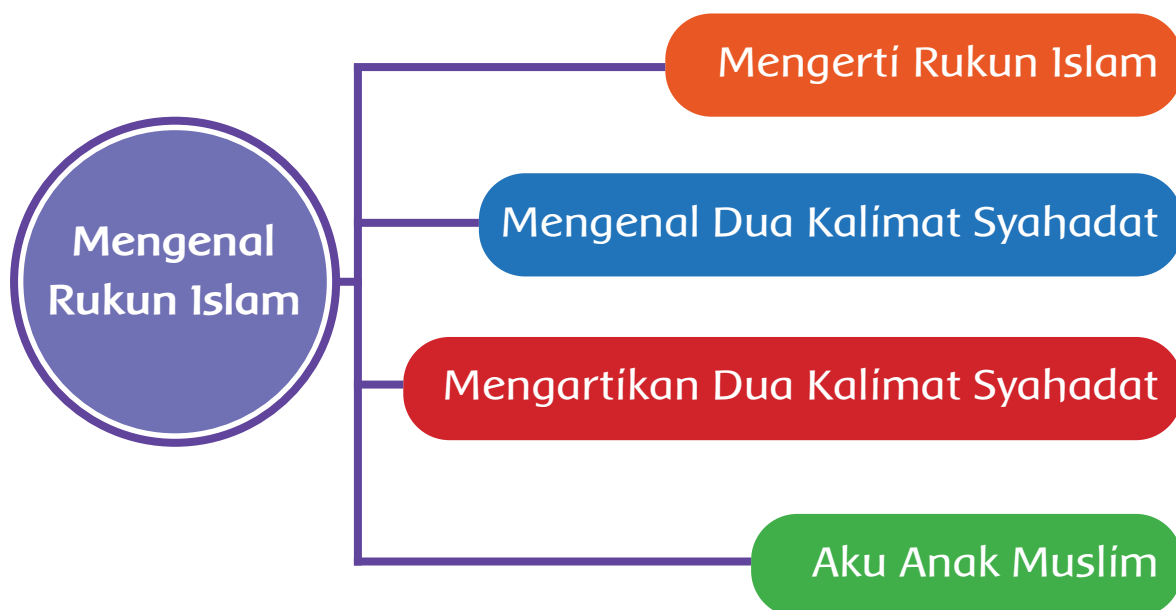 Mengenal
Rukun Islam
Mengerti Rukun Islam
Mengenal Dua Kalimat Syahadat
Mengartikan Dua Kalimat Syahadat
Aku Anak Muslim